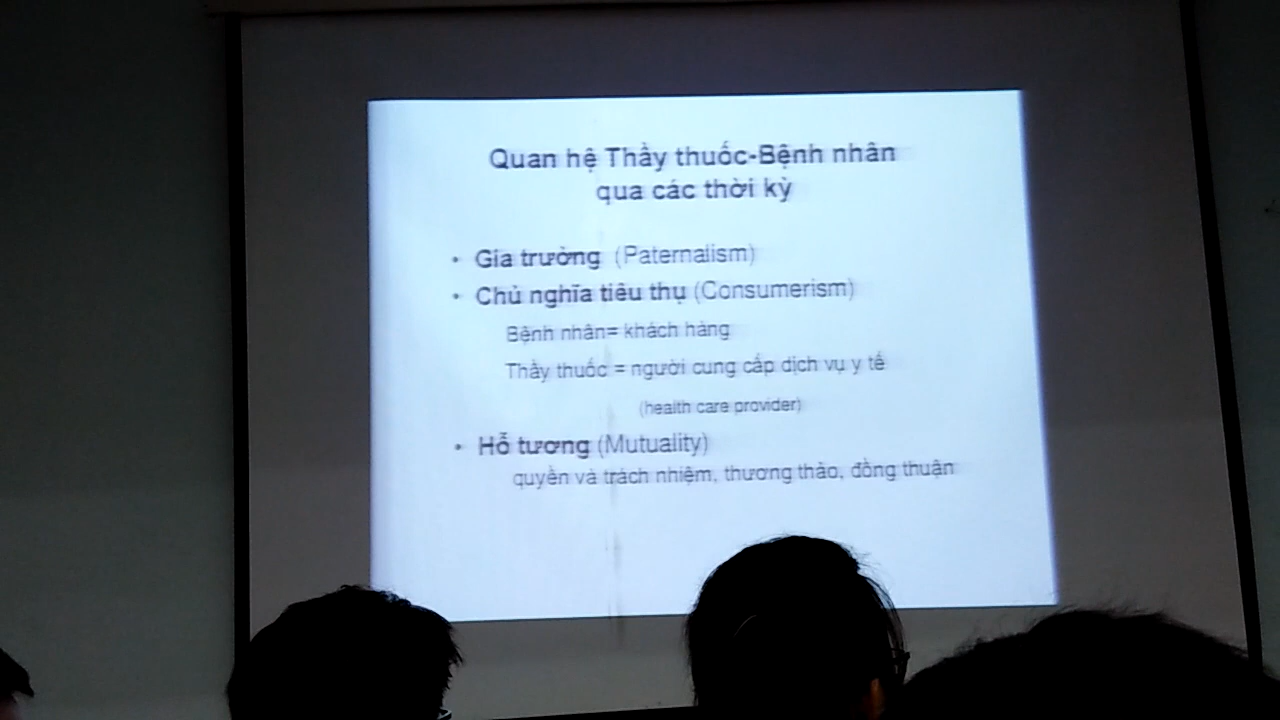 Quan hệ Thầy thuốc-Bệnh nhân
qua các thời kỳ
• Gia trưởng (Paternalism)
• Chủ nghĩa tiêu thụ (Consumerism)
Bệnh nhân= khách hàng
Thầy thuốc = người cung cấp dịch vụ y tế
(health care provider)
• Hỗ tương (Mutuality)
quyền và trách nhiệm, thương thảo, đồng thuận